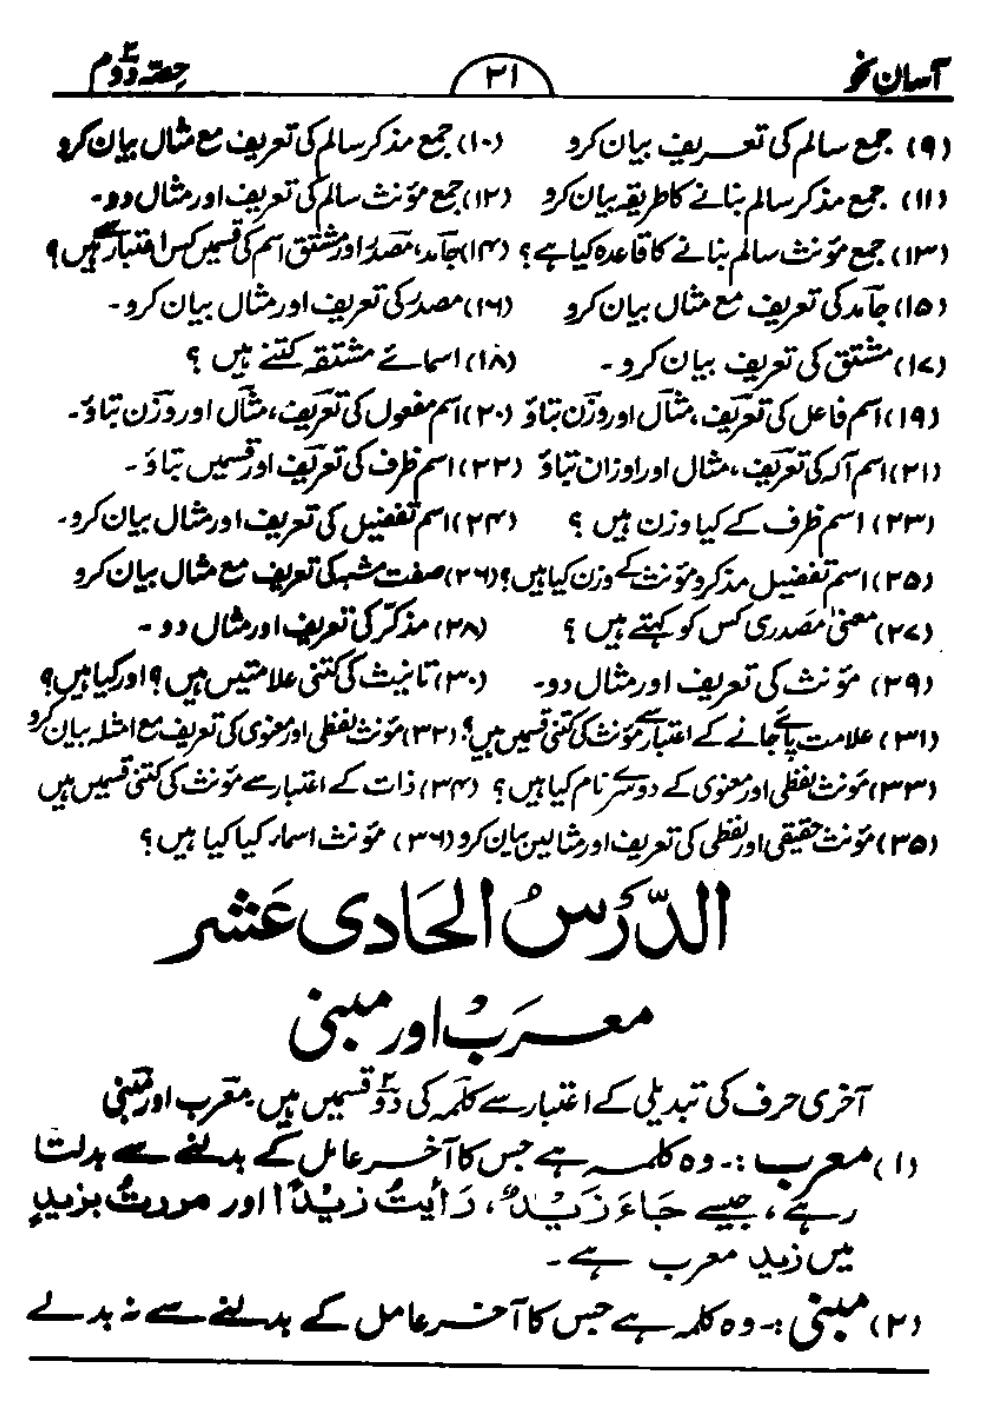 آسان نحو ۲۱ حصّہ دوم
(۹) جمع سالم کی تعریف بیان کرو (۱۰) جمع مذکر سالم کی تعریف مع مثال بیان کرو
(۱۱) جمع مذکر سالم بنانے کا طریقہ بیان کرو (۱۲) جمع مؤنث سالم کی تعریف اور مثال دو۔
(۱۳) جمع مؤنث سالم بنانے کا قاعدہ کیا ہے؟ (۱۴) جامد، مصدر اور مشتق اسم کی قسمیں کس اعتبار سے ہیں؟
(۱۵) جامد کی تعریف مع مثال بیان کرو (۱۶) مصدر کی تعریف اور مثال بیان کرو۔
(۱۷) مشتق کی تعریف بیان کرو۔ (۱۸) اسمائے مشتقہ کتنے ہیں ؟
(۱۹) اسم فاعل کی تعریف، مثال اور وزن بتاؤ (۲۰) اسم مفعول کی تعریف، مثال اور وزن بتاؤ۔
(۲۱) اسم آلہ کی تعریف، مثال اور اوزان بتاؤ (۲۲) اسم ظرف کی تعریف اور قسمیں بتاؤ۔
(۲۳) اسم ظرف کے کیا وزن ہیں ؟ (۲۴) اسم تفضیل کی تعریف اور مثال بیان کرو۔
(۲۵) اسم تفضیل مذکر و مؤنث کے وزن کیا ہیں؟ (۲۶) صفت مشبہ کی تعریف مع مثال بیان کرو
(۲۷) معنیٰ مصدری کس کو کہتے ہیں ؟ (۲۸) مذکر کی تعریف اور مثال دو ۔
(۲۹) مؤنث کی تعریف اور مثال دو۔ (۳۰) تانیث کی کتنی علامتیں ہیں؟ اور کیا ہیں؟
(۳۱) علامت پائے جانے کے اعتبار سے مؤنث کی کتنی قسمیں ہیں؟ (۳۲) مؤنث لفظی اور معنوی کی تعریف مع امثلہ بیان کرو
(۳۳) مؤنث لفظی اور معنوی کے دوسرے نام کیا ہیں؟ (۳۴) ذات کے اعتبار سے مؤنث کی کتنی قسمیں ہیں
(۳۵) مؤنث حقیقی اور لفظی کی تعریف اور مثالیں بیان کرو (۳۶) مؤنث اسماء کیا کیا ہیں؟
الدَّرْسُ الحَادِی عَشَر
معرَبْ اور مبنی
آخری حرف کی تبدیلی کے اعتبار سے کلمہ کی دو قسمیں ہیں معرب اور مبنی
(۱) معرب :۔ وہ کلمہ ہے جس کا آخر عامل کے بدلنے سے بدلتا
رہے، جیسے جَاءَ زَیْدٌ، رَأیتُ زیْدًا اور مررتُ بزیدٍ
میں زید معرب ہے۔
(۲) مبنی :۔ وہ کلمہ ہے جس کا آخر عامل کے بدلنے سے نہ بدلے